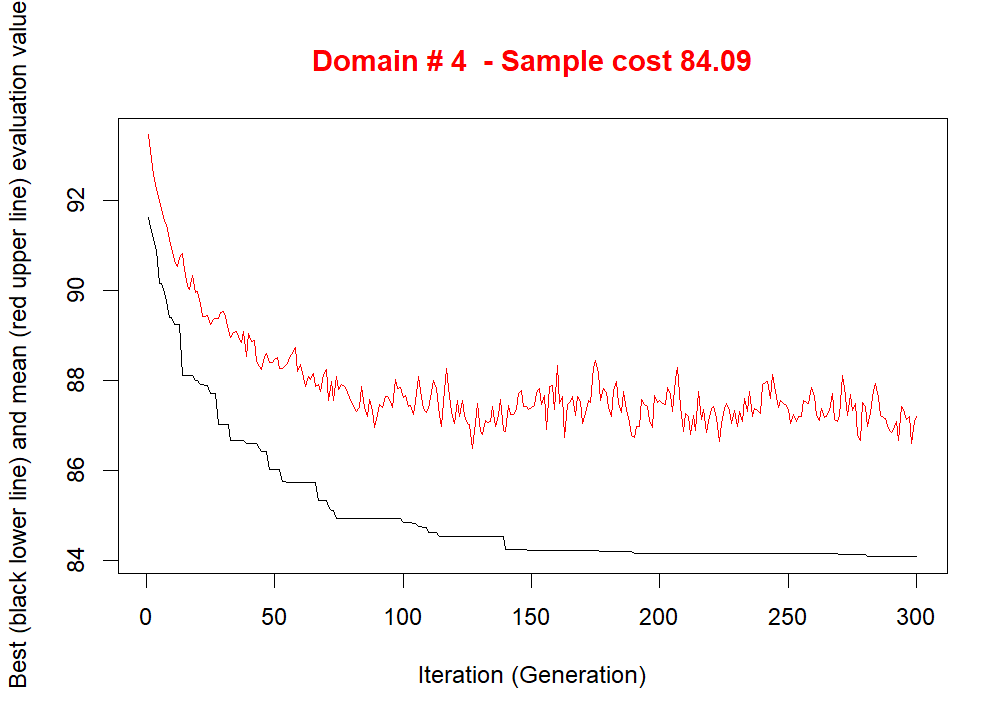 Domain # 4  - Sample cost 84.09
Best (black lower line) and mean (red upper line) evaluation value
92
90
88
86
84
0 50 100 150 200 250 300
Iteration (Generation)